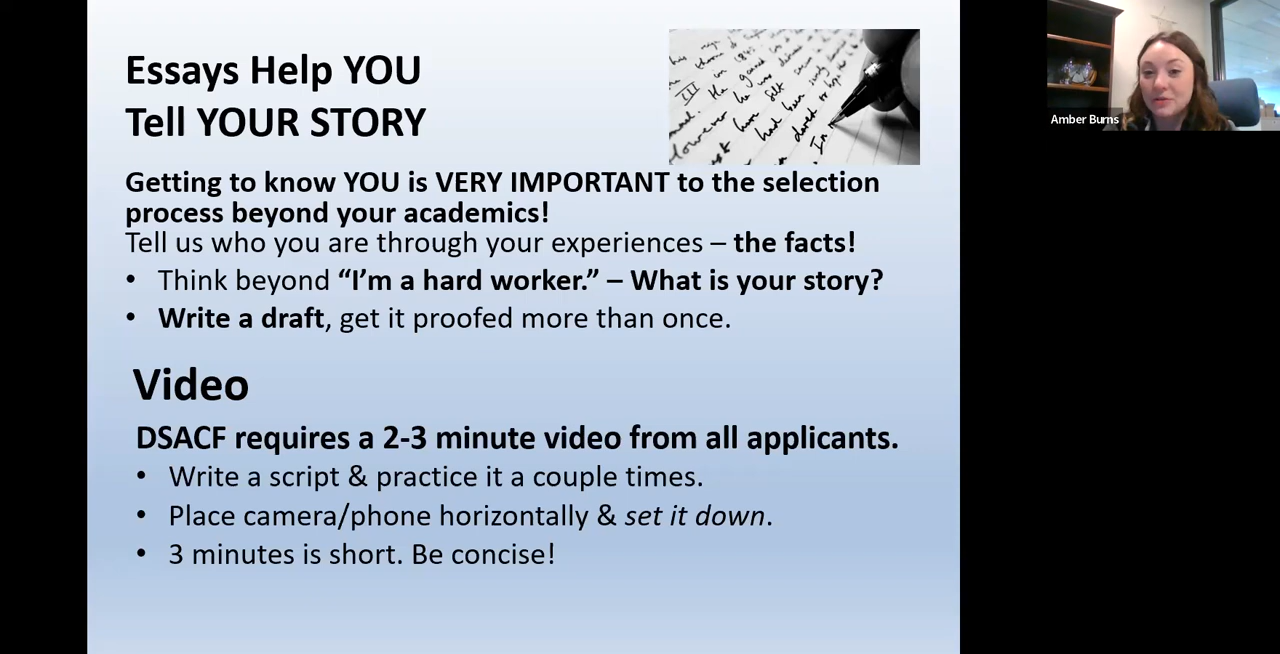 Essays Help YOU
Tell YOUR STORY
Getting to know YOU is VERY IMPORTANT to the selection
process beyond your academics!
Tell us who you are through your experiences – the facts!
• Think beyond “I’m a hard worker.” – What is your story?
• Write a draft, get it proofed more than once.
Video
DSACF requires a 2-3 minute video from all applicants.
• Write a script & practice it a couple times.
• Place camera/phone horizontally & set it down.
• 3 minutes is short. Be concise!
Amber Burns